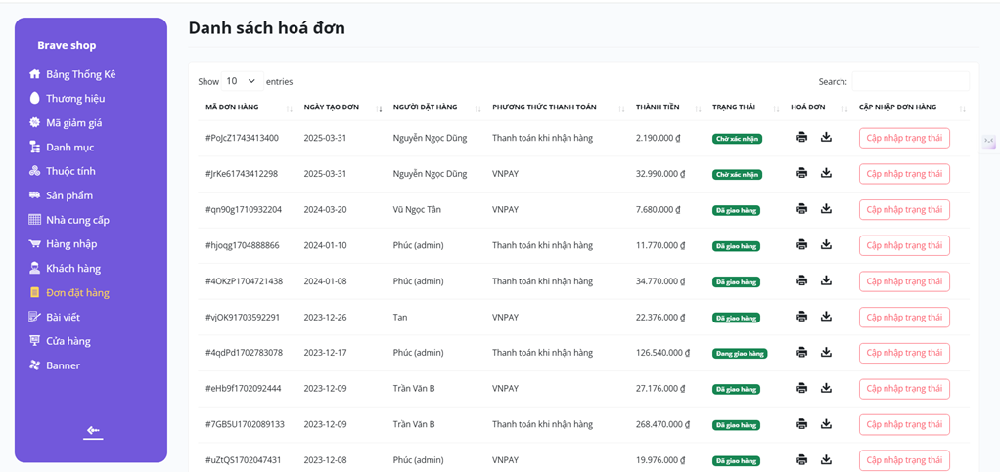 Danh sách hoá đơn
Brave shop
Bảng Thống Kê
Thương hiệu
Mã giảm giá
Danh mục
Thuộc tính
Sản phẩm
Nhà cung cấp
Hàng nhập
Khách hàng
Đơn đặt hàng
Bài viết
Cửa hàng
Banner
Show 10 entries Search:
MÃ ĐƠN HÀNG NGÀY TẠO ĐƠN NGƯỜI ĐẶT HÀNG PHƯƠNG THỨC THANH TOÁN THÀNH TIỀN TRẠNG THÁI HOÁ ĐƠN CẬP NHẬP ĐƠN HÀNG
#PoJcZ1743413400 2025-03-31 Nguyễn Ngọc Dũng Thanh toán khi nhận hàng 2.190.000 ₫ Chờ xác nhận Cập nhập trạng thái
#JrKe61743412298 2025-03-31 Nguyễn Ngọc Dũng VNPAY 32.990.000 ₫ Chờ xác nhận Cập nhập trạng thái
#qn90g1710932204 2024-03-20 Vũ Ngọc Tân VNPAY 7.680.000 ₫ Đã giao hàng Cập nhập trạng thái
#hjoqg1704888866 2024-01-10 Phúc (admin) Thanh toán khi nhận hàng 11.770.000 ₫ Đã giao hàng Cập nhập trạng thái
#4OKzP1704721438 2024-01-08 Phúc (admin) Thanh toán khi nhận hàng 34.770.000 ₫ Đã giao hàng Cập nhập trạng thái
#vjOK91703592291 2023-12-26 Tan VNPAY 22.376.000 ₫ Đã giao hàng Cập nhập trạng thái
#4qdPd1702783078 2023-12-17 Phúc (admin) Thanh toán khi nhận hàng 126.540.000 ₫ Đang giao hàng Cập nhập trạng thái
#eHb9f1702092444 2023-12-09 Trần Văn B VNPAY 27.176.000 ₫ Đã giao hàng Cập nhập trạng thái
#7GB5U1702089133 2023-12-09 Trần Văn B Thanh toán khi nhận hàng 268.470.000 ₫ Đã giao hàng Cập nhập trạng thái
#uZtQS1702047431 2023-12-08 Phúc (admin) VNPAY 19.976.000 ₫ Đã giao hàng Cập nhập trạng thái